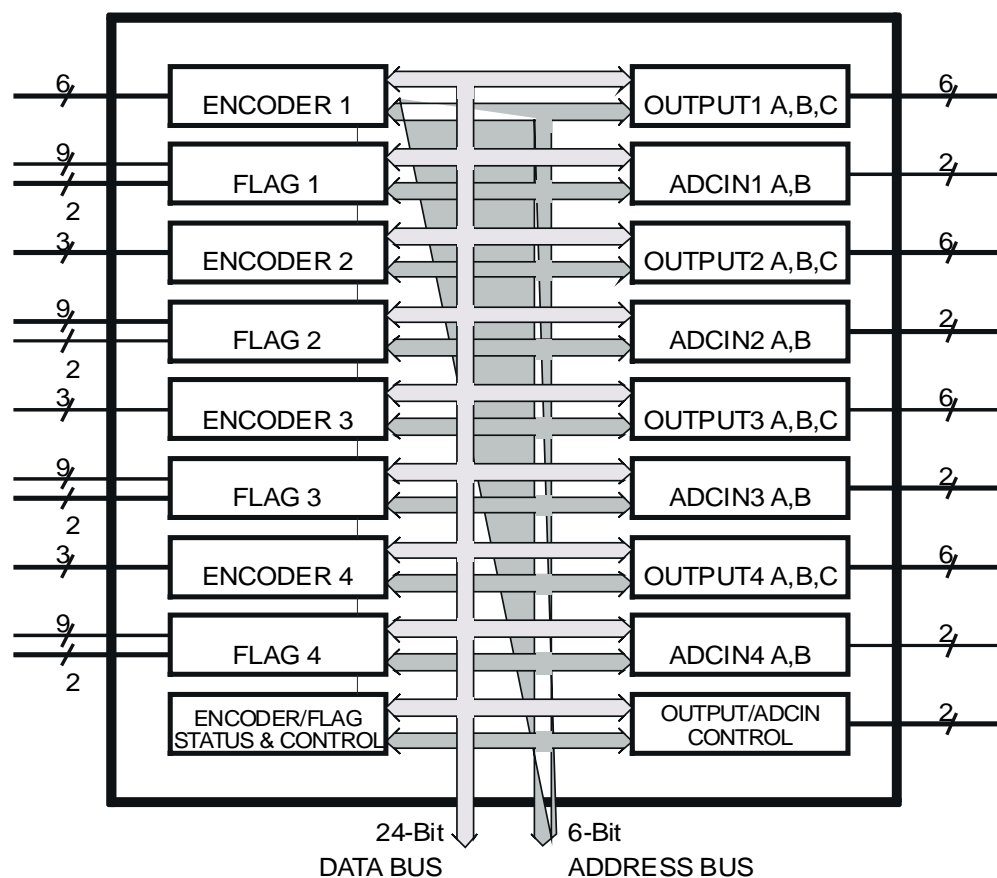 6 ENCODER 1 OUTPUT1 A,B,C 6
9 FLAG 1 ADCIN1 A,B 2
2
3 ENCODER 2 OUTPUT2 A,B,C 6
9 FLAG 2 ADCIN2 A,B 2
2
3 ENCODER 3 OUTPUT3 A,B,C 6
9 FLAG 3 ADCIN3 A,B 2
2
3 ENCODER 4 OUTPUT4 A,B,C 6
9 FLAG 4 ADCIN4 A,B 2
2
ENCODER/FLAG OUTPUT/ADCIN 2
STATUS & CONTROL CONTROL
24-Bit 6-Bit
DATA BUS ADDRESS BUS